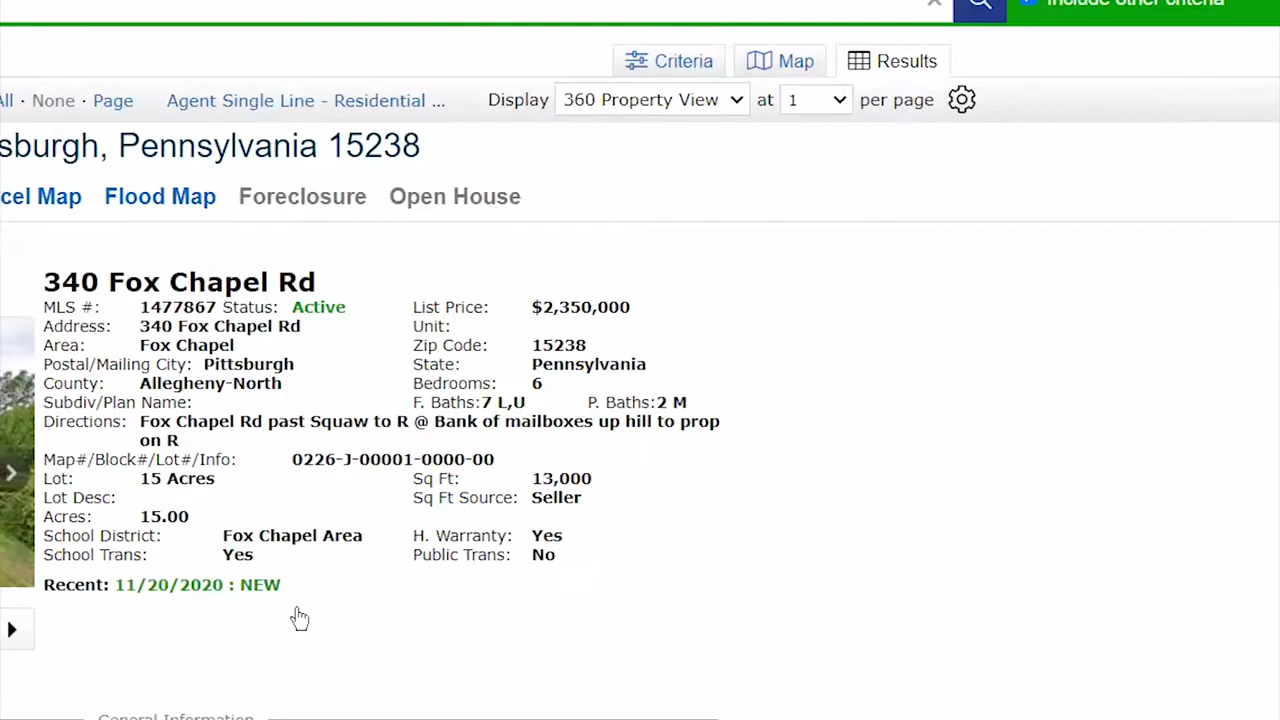 Include other criteria
Criteria Map Results
All · None · Page Agent Single Line - Residential ... Display 360 Property View at 1 per page
sburgh, Pennsylvania 15238
cel Map Flood Map Foreclosure Open House
340 Fox Chapel Rd
MLS #: 1477867 Status: Active List Price: $2,350,000
Address: 340 Fox Chapel Rd Unit:
Area: Fox Chapel Zip Code: 15238
Postal/Mailing City: Pittsburgh State: Pennsylvania
County: Allegheny-North Bedrooms: 6
Subdiv/Plan Name: F. Baths: 7 L,U P. Baths: 2 M
Directions: Fox Chapel Rd past Squaw to R @ Bank of mailboxes up hill to prop
on R
Map#/Block#/Lot#/Info: 0226-J-00001-0000-00
Lot: 15 Acres Sq Ft: 13,000
Lot Desc: Sq Ft Source: Seller
Acres: 15.00
School District: Fox Chapel Area H. Warranty: Yes
School Trans: Yes Public Trans: No
Recent: 11/20/2020 : NEW
General Information